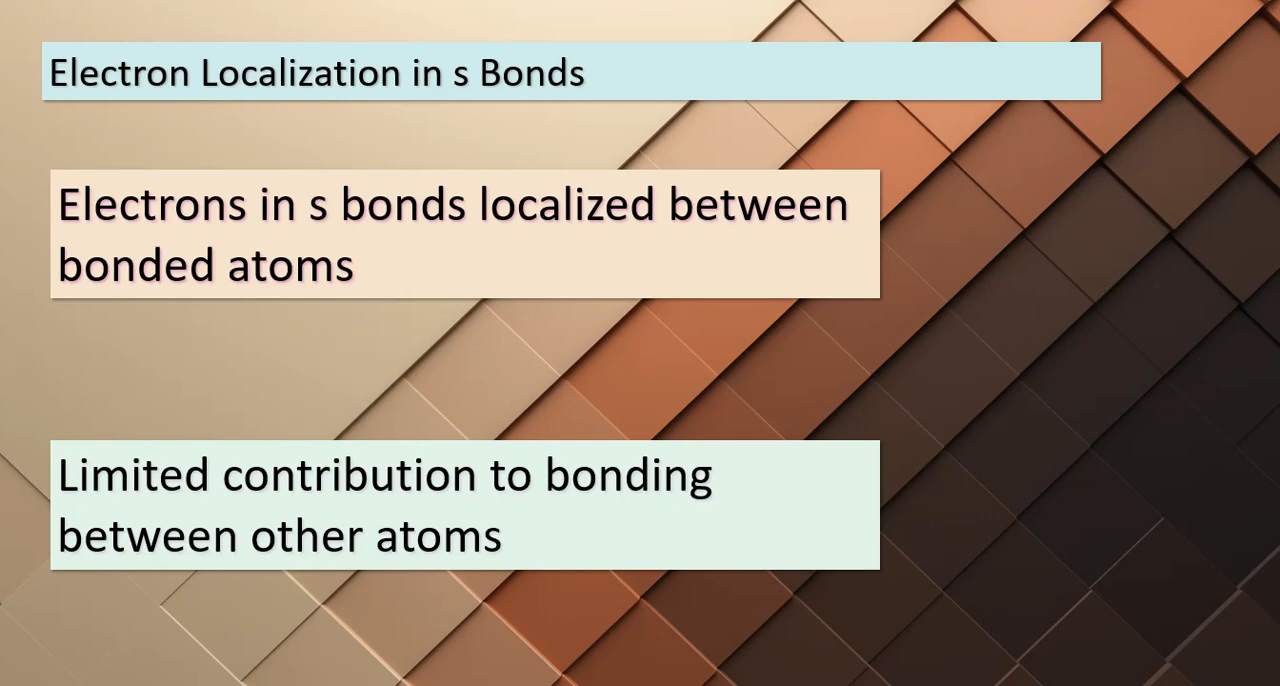 Electron Localization in s Bonds
Electrons in s bonds localized between
bonded atoms
Limited contribution to bonding
between other atoms